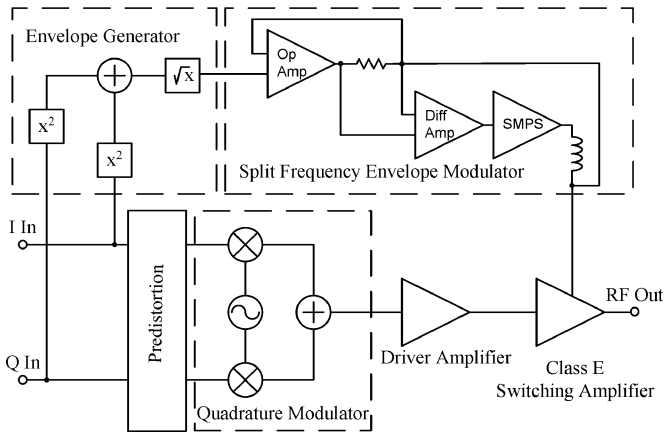 Envelope Generator
Op
Amp
√x
x²
x²
Diff
Amp
SMPS
Split Frequency Envelope Modulator
I In
Q In
Predistortion
Quadrature Modulator
Driver Amplifier
RF Out
Class E
Switching Amplifier